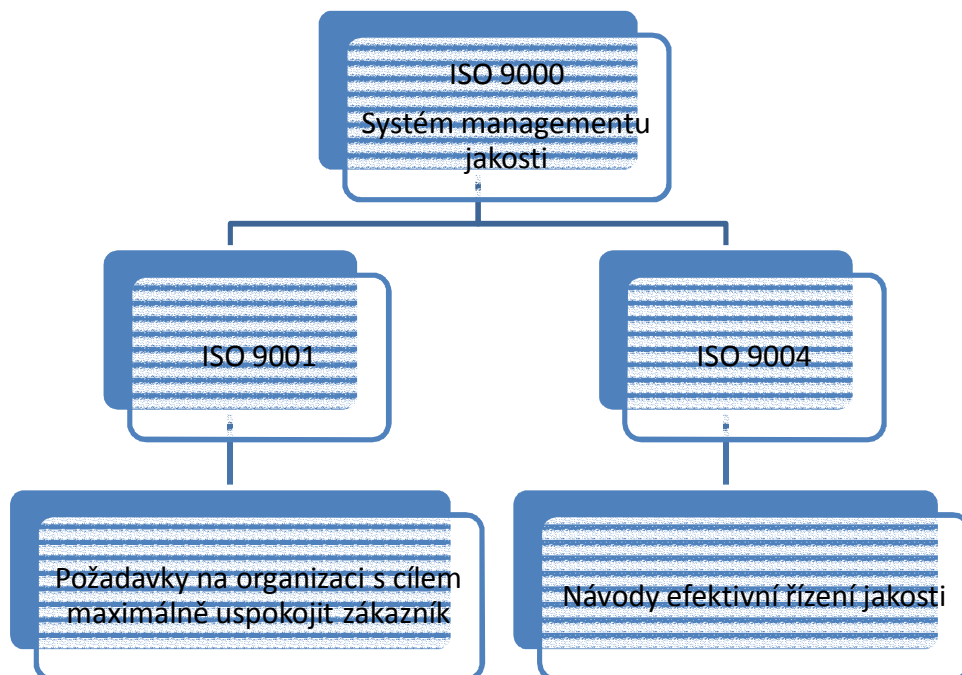 ISO 9000
Systém managementu
jakosti
ISO 9001
ISO 9004
Požadavky na organizaci s cílem
maximálně uspokojit zákazník
Návody efektivní řízení jakosti